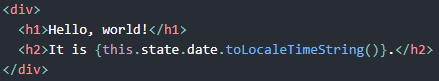 <div>
  <h1>Hello, world!</h1>
  <h2>It is {this.state.date.toLocaleTimeString()}.</h2>
</div>